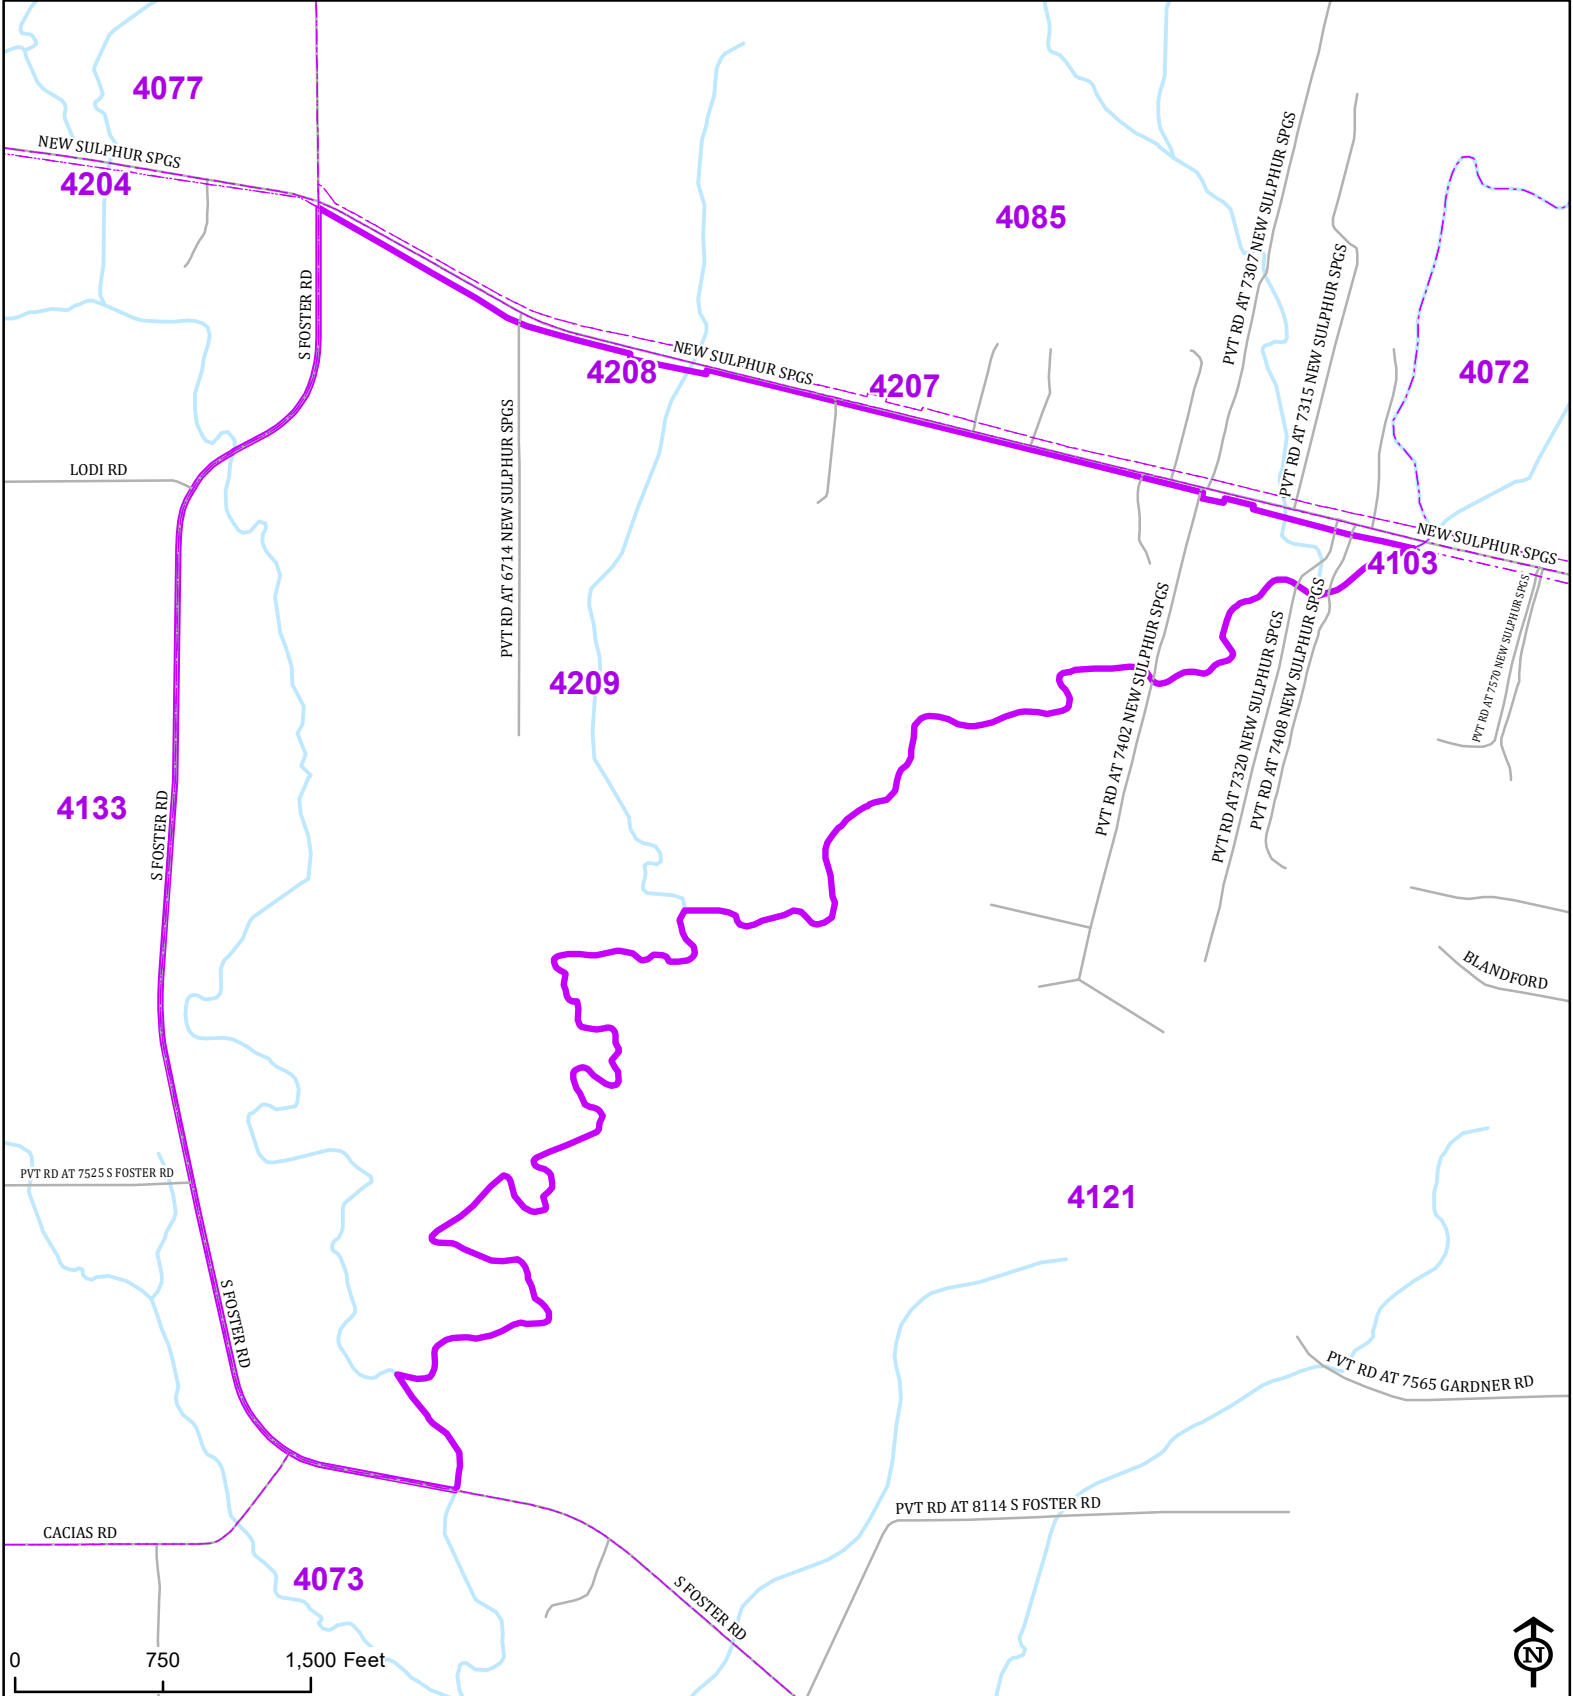 4077
NEW SULPHUR SPGS
4204
4085
PVT RD AT 7307 NEW SULPHUR SPGS
S FOSTER RD
PVT RD AT 7315 NEW SULPHUR SPGS
4208
NEW SULPHUR SPGS
4207
4072
LODI RD
PVT RD AT 6714 NEW SULPHUR SPGS
NEW SULPHUR SPGS
4103
4209
PVT RD AT 7402 NEW SULPHUR SPGS
PVT RD AT 7320 NEW SULPHUR SPGS
PVT RD AT 7408 NEW SULPHUR SPGS
PVT RD AT 7570 NEW SULPHUR SPGS
4133
S FOSTER RD
BLANDFORD
PVT RD AT 7525 S FOSTER RD
4121
S FOSTER RD
PVT RD AT 7565 GARDNER RD
PVT RD AT 8114 S FOSTER RD
CACIAS RD
4073
S FOSTER RD
0 750 1,500 Feet
N